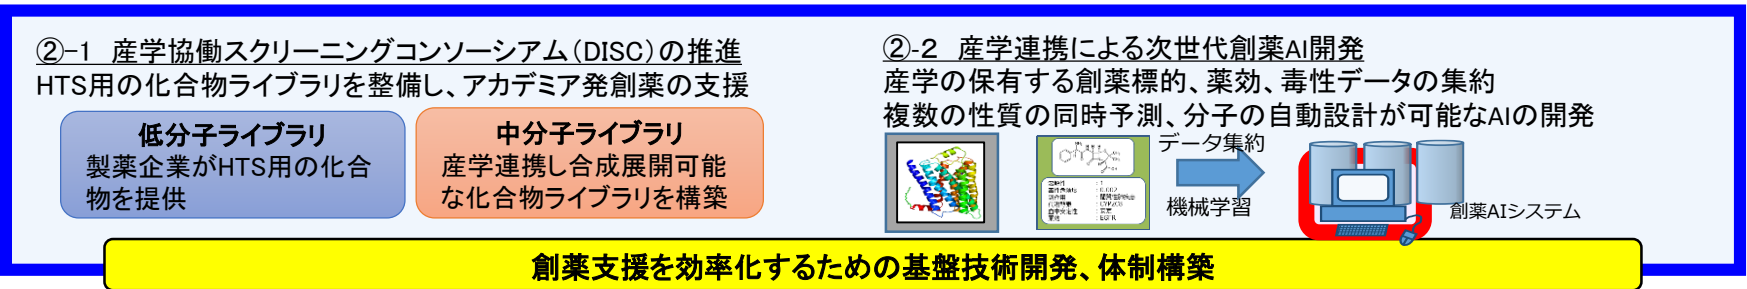 ②-1 産学協働スクリーニングコンソーシアム（DISC）の推進
HTS用の化合物ライブラリを整備し、アカデミア発創薬の支援
低分子ライブラリ
製薬企業がHTS用の化合
物を提供
中分子ライブラリ
産学連携し合成展開可能
な化合物ライブラリを構築
②-2 産学連携による次世代創薬AI開発
産学の保有する創薬標的、薬効、毒性データの集約
複数の性質の同時予測、分子の自動設計が可能なAIの開発
データ集約
機械学習
創薬AIシステム
: 0.002
: CYP2C8
: EGFR
創薬支援を効率化するための基盤技術開発、体制構築